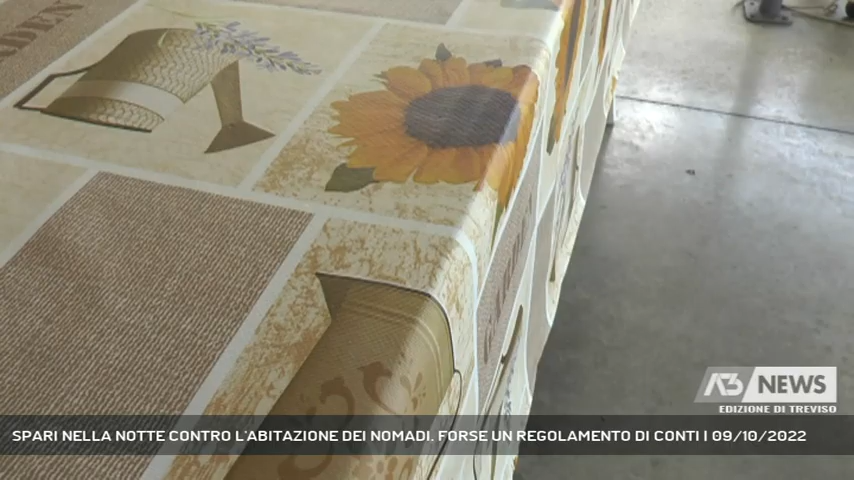 GARDEN
A3 NEWS
EDIZIONE DI TREVISO
SPARI NELLA NOTTE CONTRO L'ABITAZIONE DEI NOMADI. FORSE UN REGOLAMENTO DI CONTI | 09/10/2022